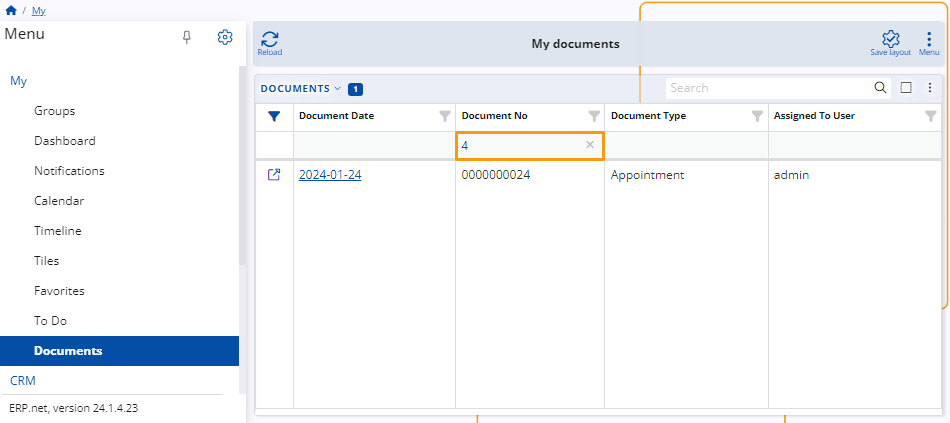 / My
Menu
My
Groups
Dashboard
Notifications
Calendar
Timeline
Tiles
Favorites
To Do
Documents
CRM
ERP.net, version 24.1.4.23
Reload
My documents
Save layout
Menu
DOCUMENTS 1
Search
Document Date Document No Document Type Assigned To User
4
2024-01-24 0000000024 Appointment admin